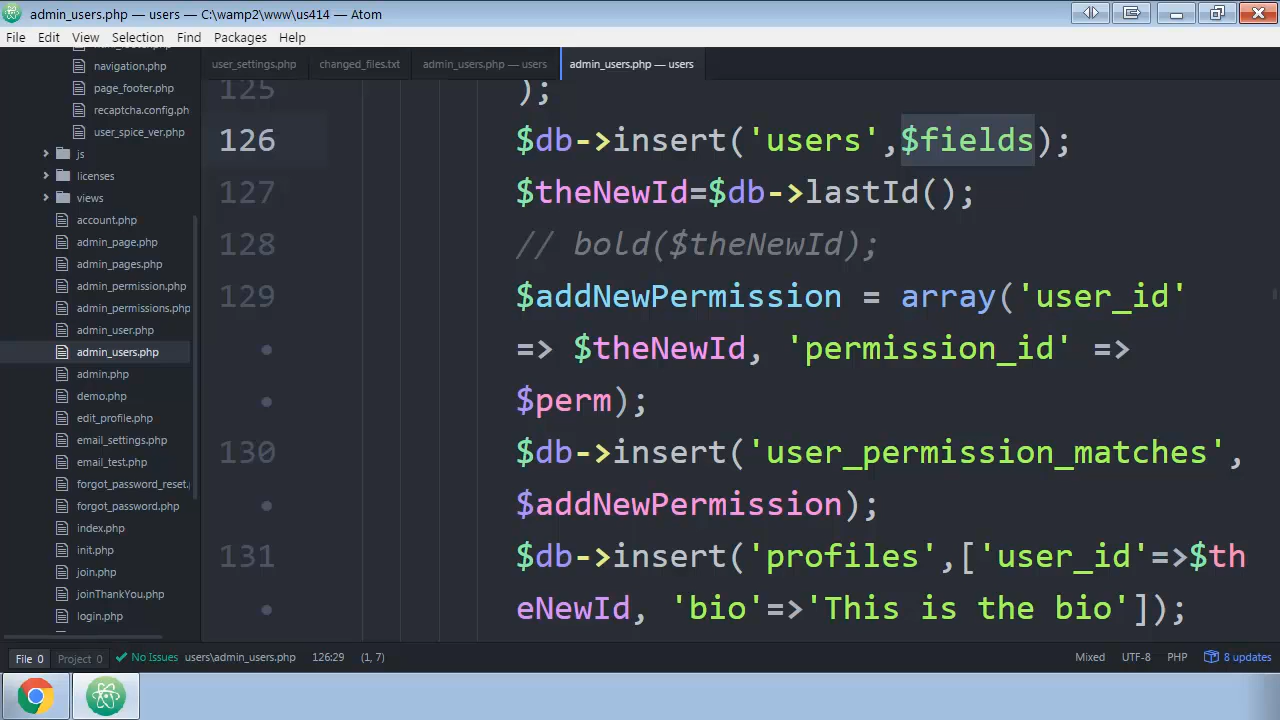 admin_users.php — users — C:\wamp2\www\us414 — Atom
File Edit View Selection Find Packages Help
navigation.php
page_footer.php
recaptcha.config.ph
user_spice_ver.php
js
licenses
views
account.php
admin_page.php
admin_pages.php
admin_permission.php
admin_permissions.php
admin_user.php
admin_users.php
admin.php
demo.php
edit_profile.php
email_settings.php
email_test.php
forgot_password_reset.
forgot_password.php
index.php
init.php
join.php
joinThankYou.php
login.php
user_settings.php changed_files.txt admin_users.php — users admin_users.php — users
125 );
126 $db->insert('users',$fields);
127 $theNewId=$db->lastId();
128 // bold($theNewId);
129 $addNewPermission = array('user_id'
• => $theNewId, 'permission_id' =>
• $perm);
130 $db->insert('user_permission_matches',
• $addNewPermission);
131 $db->insert('profiles',['user_id'=>$th
• eNewId, 'bio'=>'This is the bio']);
File 0 Project 0 No Issues users\admin_users.php 126:29 (1, 7) Mixed UTF-8 PHP 8 updates